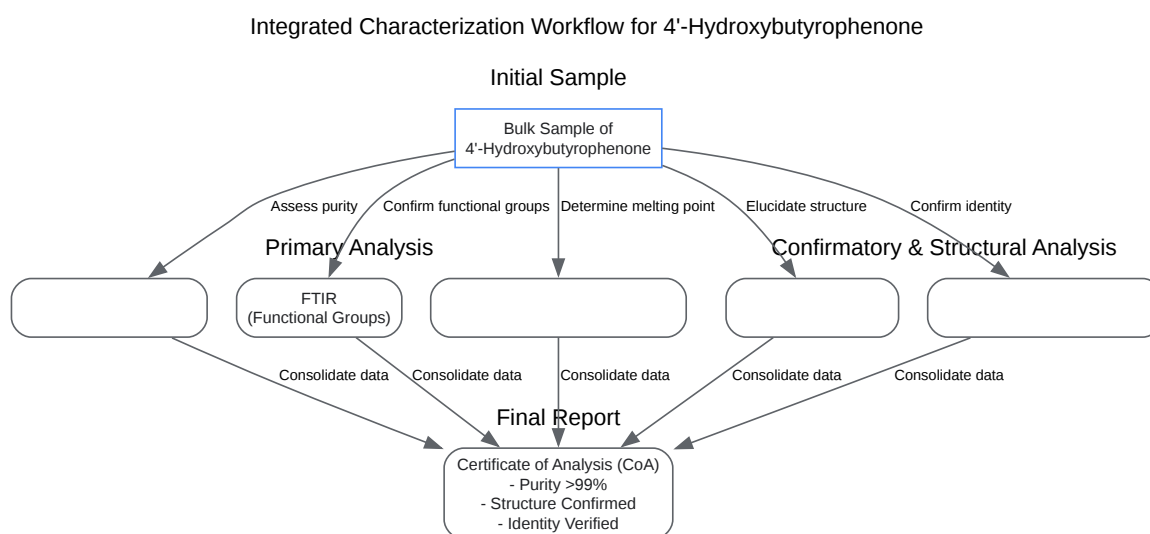 Integrated Characterization Workflow for 4'-Hydroxybutyrophenone
Initial Sample
Bulk Sample of
4'-Hydroxybutyrophenone
Assess purity
Confirm functional groups
Determine melting point
Elucidate structure
Confirm identity
Primary Analysis
Confirmatory & Structural Analysis
FTIR
(Functional Groups)
Consolidate data
Consolidate data
Consolidate data
Consolidate data
Consolidate data
Final Report
Certificate of Analysis (CoA)
- Purity >99%
- Structure Confirmed
- Identity Verified